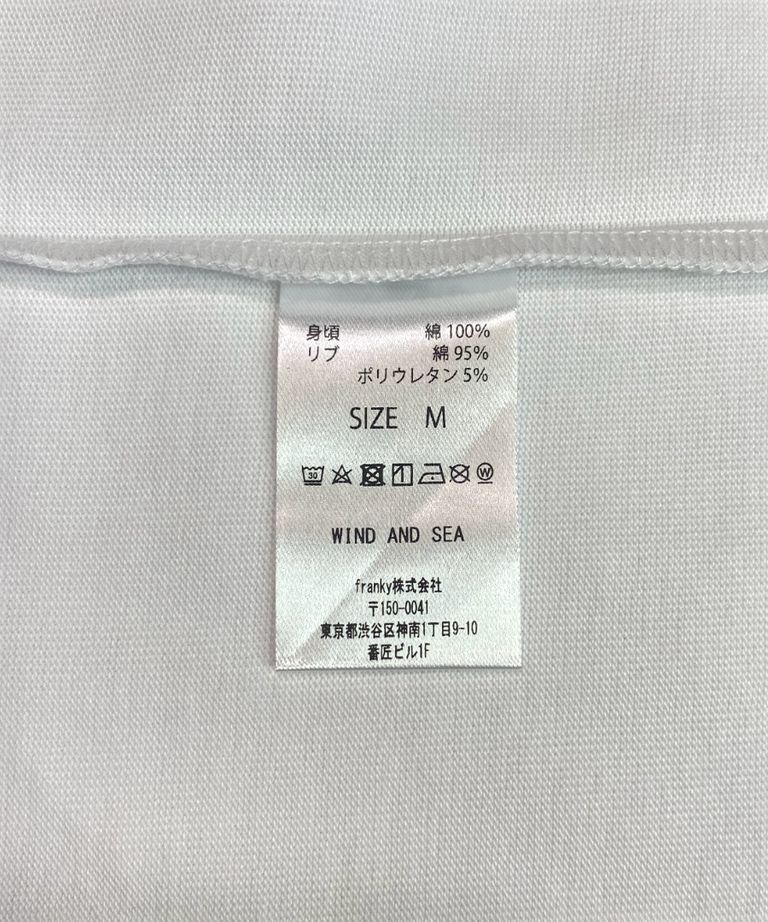 身頃 綿 100%
リブ 綿 95%
ポリウレタン 5%
SIZE M
30 W
WIND AND SEA
franky株式会社
〒150-0041
東京都渋谷区神南1丁目9-10
番匠ビル1F